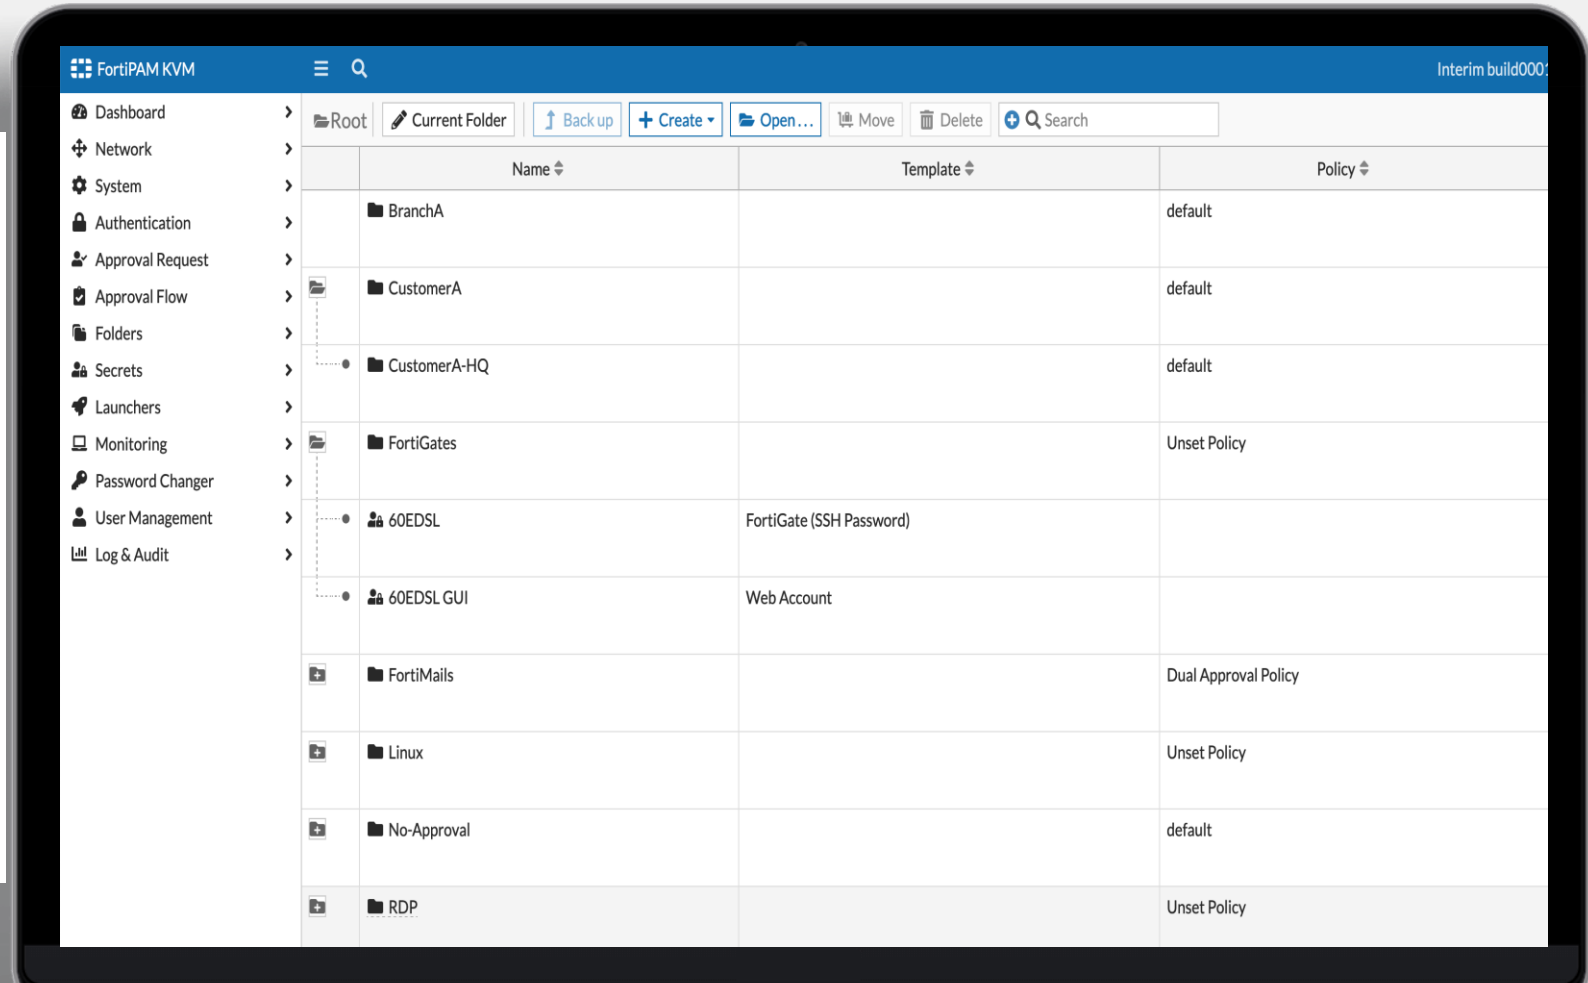 FortiPAM KVM
Interim build0001
Dashboard
Network
System
Authentication
Approval Request
Approval Flow
Folders
Secrets
Launchers
Monitoring
Password Changer
User Management
Log & Audit
Root Current Folder Back up Create Open... Move Delete Search
Name Template Policy
BranchA default
CustomerA default
CustomerA-HQ default
FortiGates Unset Policy
60EDSL FortiGate (SSH Password)
60EDSL GUI Web Account
FortiMails Dual Approval Policy
Linux Unset Policy
No-Approval default
RDP Unset Policy